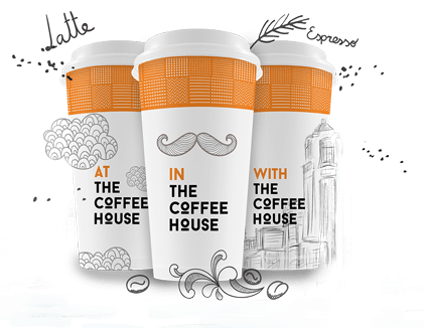 Latte
Espresso
AT
THE
COFFEE
HOUSE
IN
THE
COFFEE
HOUSE
WITH
THE
COFFEE
HOUSE